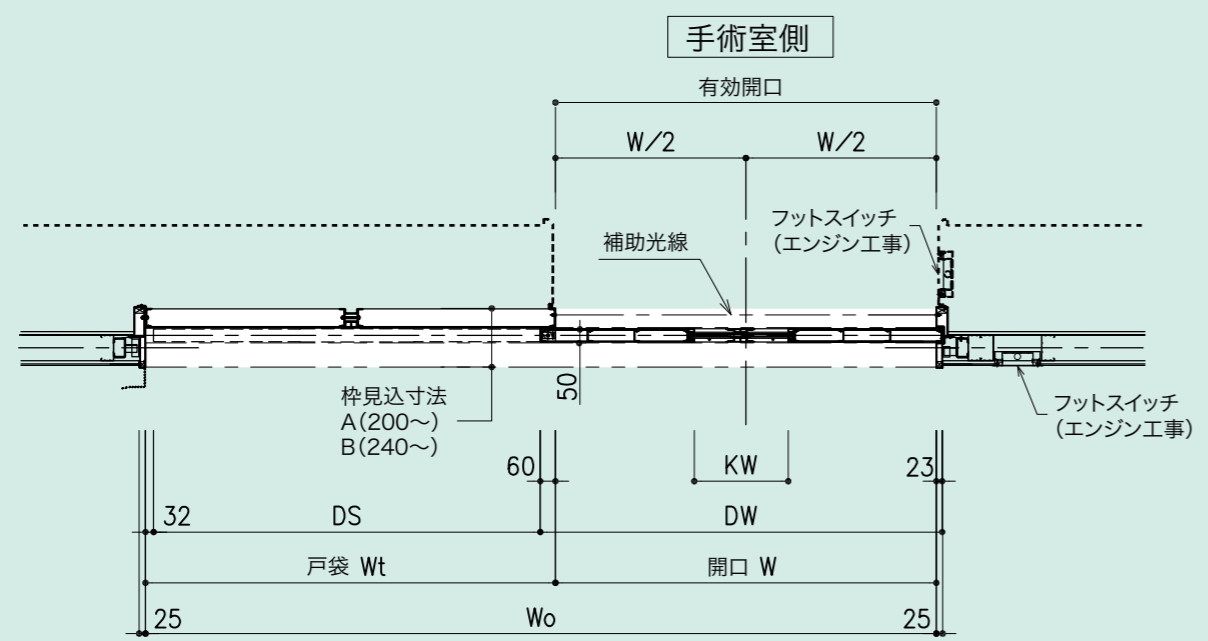 手術室側
有効開口
W/2
W/2
フットスイッチ
(エンジン工事)
補助光線
枠見込寸法
A(200～)
B(240～)
50
フットスイッチ
(エンジン工事)
60
KW
23
32
DS
DW
戸袋 Wt
開口 W
25
Wo
25